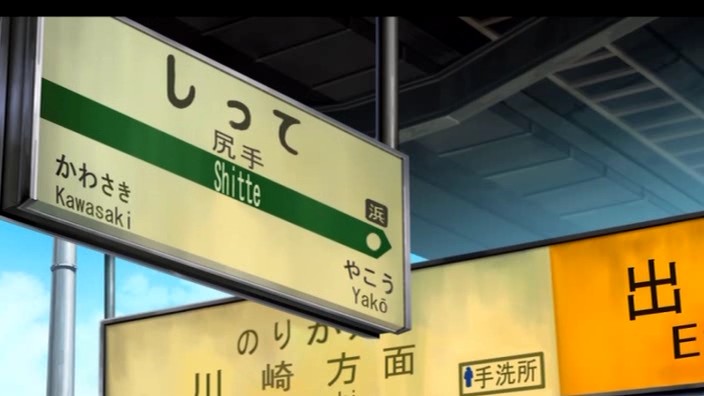 しって
尻手
Shitte
かわさき
Kawasaki
浜
やこう
Yakō
のりか
川崎方面
手洗所
出
E